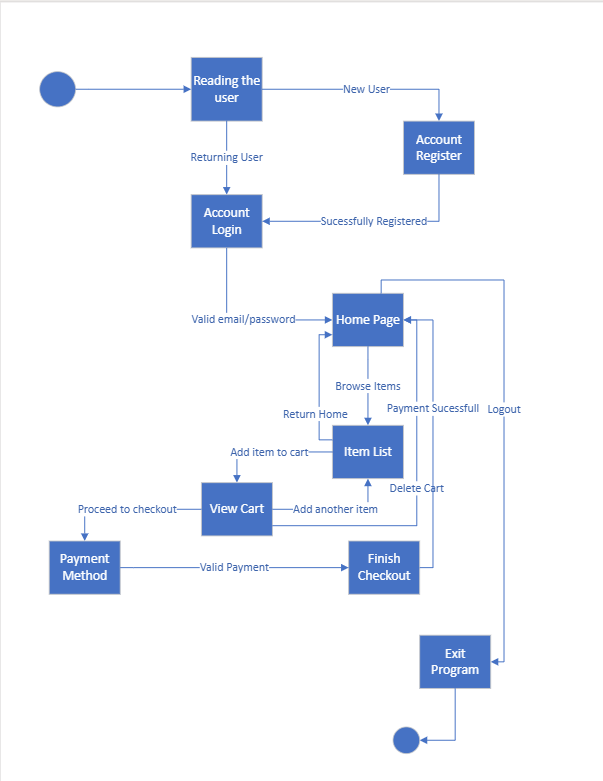 Reading the
user
New User
Account
Register
Returning User
Account
Login
Sucessfully Registered
Valid email/password
Home Page
Browse Items
Payment Sucessfull
Logout
Return Home
Add item to cart
Item List
Delete Cart
Proceed to checkout
View Cart
Add another item
Payment
Method
Valid Payment
Finish
Checkout
Exit
Program